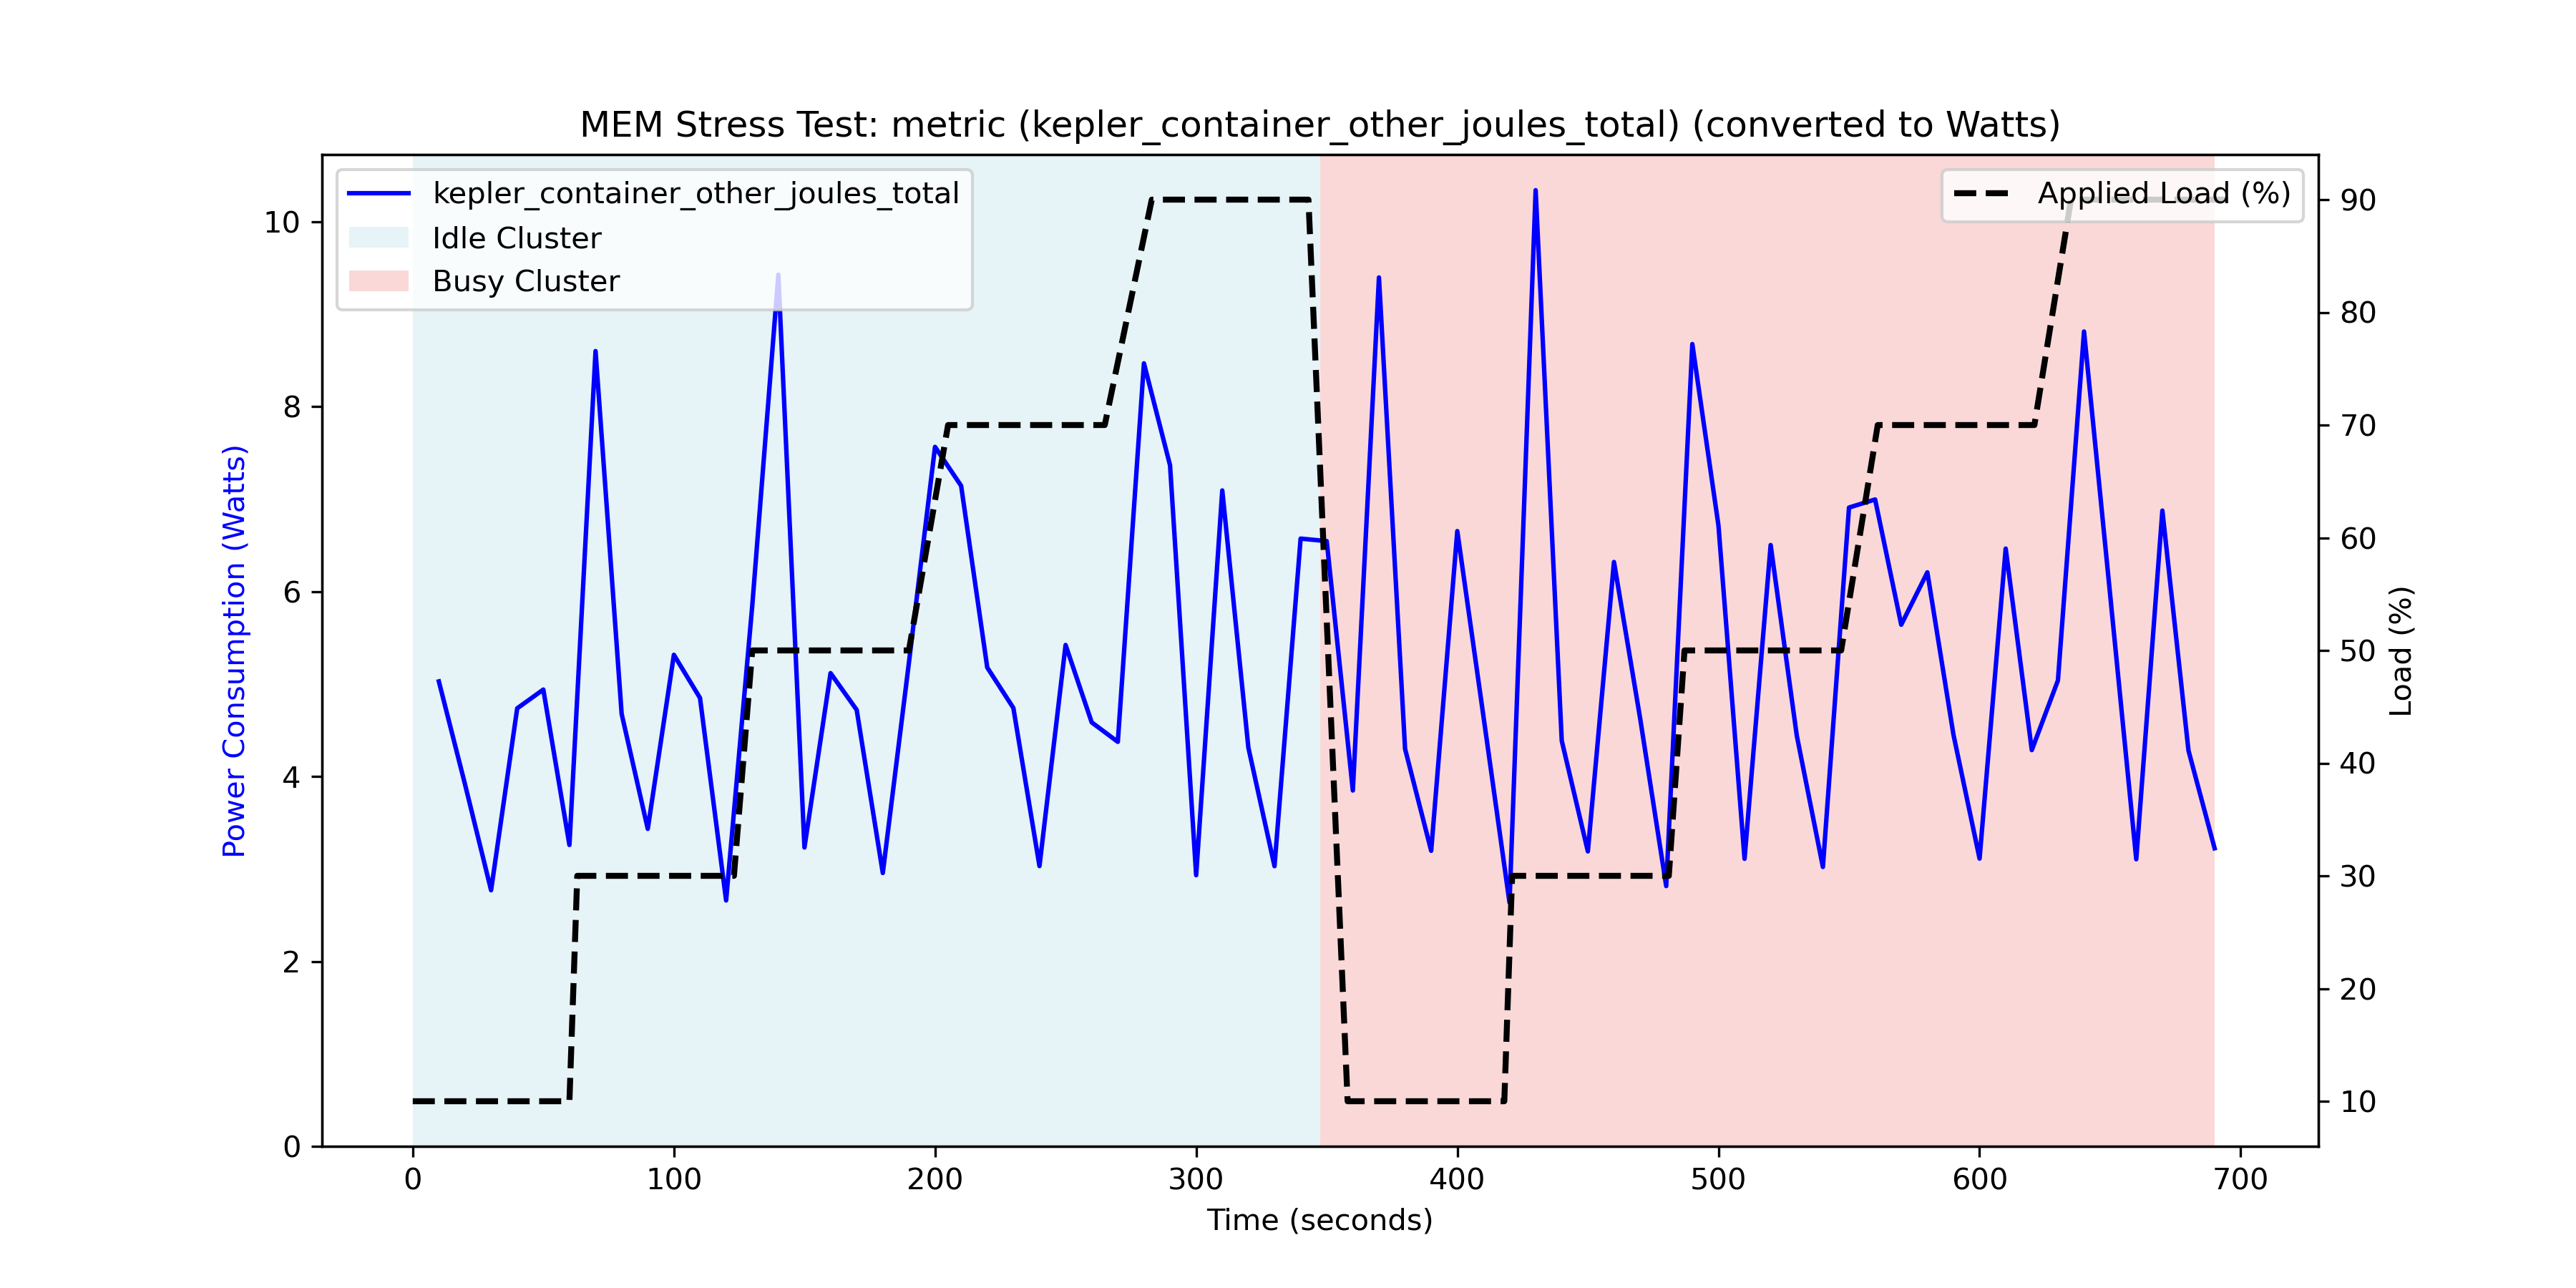 MEM Stress Test: metric (kepler_container_other_joules_total) (converted to Watts)
kepler_container_other_joules_total
Idle Cluster
Busy Cluster
Applied Load (%)
Power Consumption (Watts)
10
8
6
4
2
0
90
80
70
60
50
40
30
20
10
Load (%)
0 100 200 300 400 500 600 700
Time (seconds)